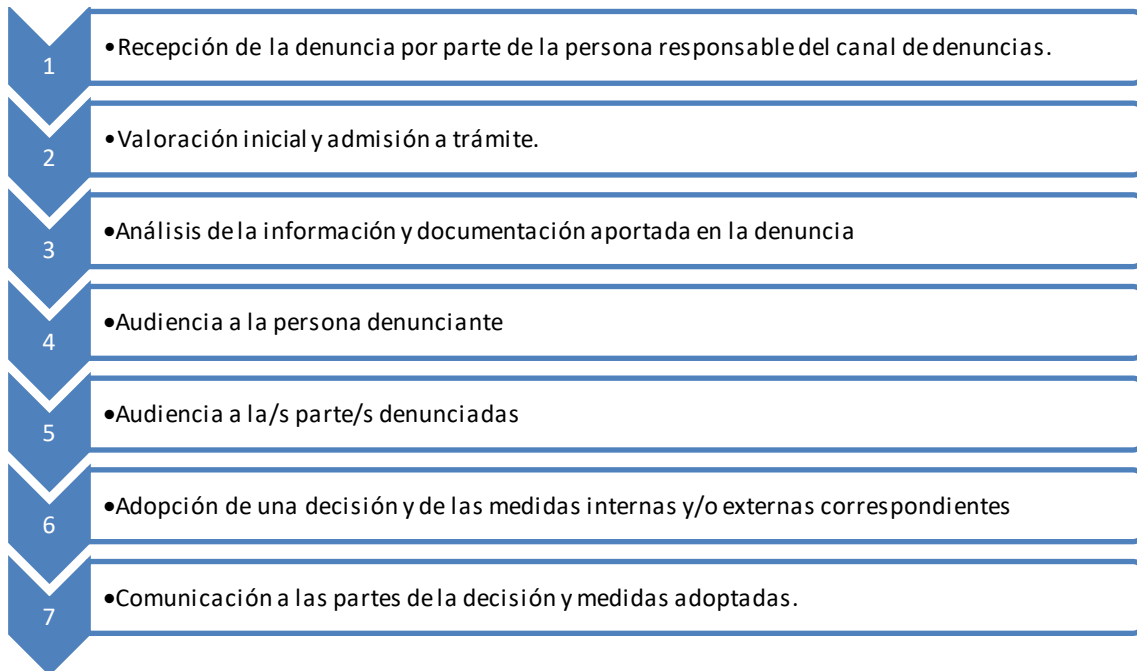 1
•Recepción de la denuncia por parte de la persona responsable del canal de denuncias.
2
•Valoración inicial y admisión a trámite.
3
•Análisis de la información y documentación aportada en la denuncia
4
•Audiencia a la persona denunciante
5
•Audiencia a la/s parte/s denunciadas
6
•Adopción de una decisión y de las medidas internas y/o externas correspondientes
7
•Comunicación a las partes de la decisión y medidas adoptadas.